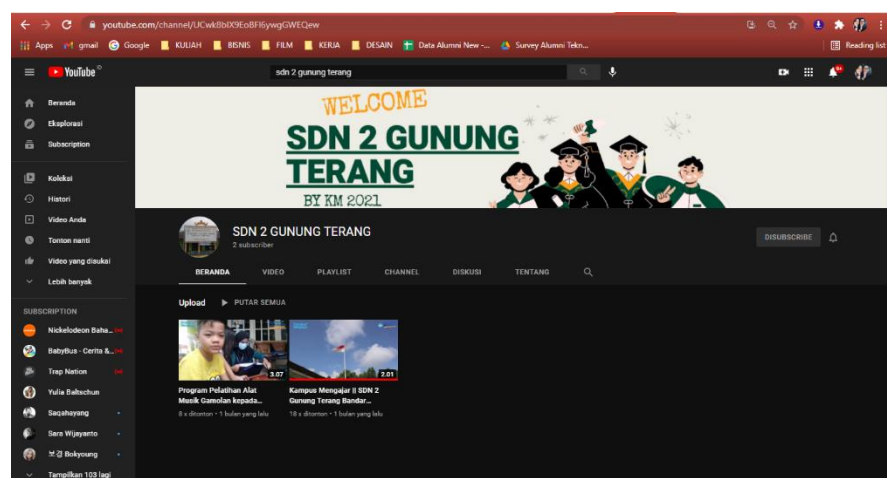 youtube.com/channel/UCwkBbIX9EoBFl6ywgGWEQew
Apps gmail Google KULIAH BISNIS FILM KERJA DESAIN Data Alumni New -... Survey Alumni Tekn... Reading list
YouTube ID
sdn 2 gunung terang
Beranda
Eksplorasi
Subscription
Koleksi
Histori
Video Anda
Tonton nanti
Video yang disukai
Lebih banyak
SUBSCRIPTION
Nickelodeon Baha...
BabyBus - Cerita &...
Trap Nation
Yulia Baltschun
Saqahayang
Sara Wijayanto
보경 Bokyoung
Tampilkan 103 lagi
WELCOME
SDN 2 GUNUNG
TERANG
BY KM 2021
SDN 2 GUNUNG TERANG
2 subscriber
DISUBSCRIBE
BERANDA VIDEO PLAYLIST CHANNEL DISKUSI TENTANG
Upload PUTAR SEMUA
3.07
Program Pelatihan Alat
Musik Gamolan kepada...
8 x ditonton • 1 bulan yang lalu
2.01
Kampus Mengajar || SDN 2
Gunung Terang Bandar...
18 x ditonton • 1 bulan yang lalu